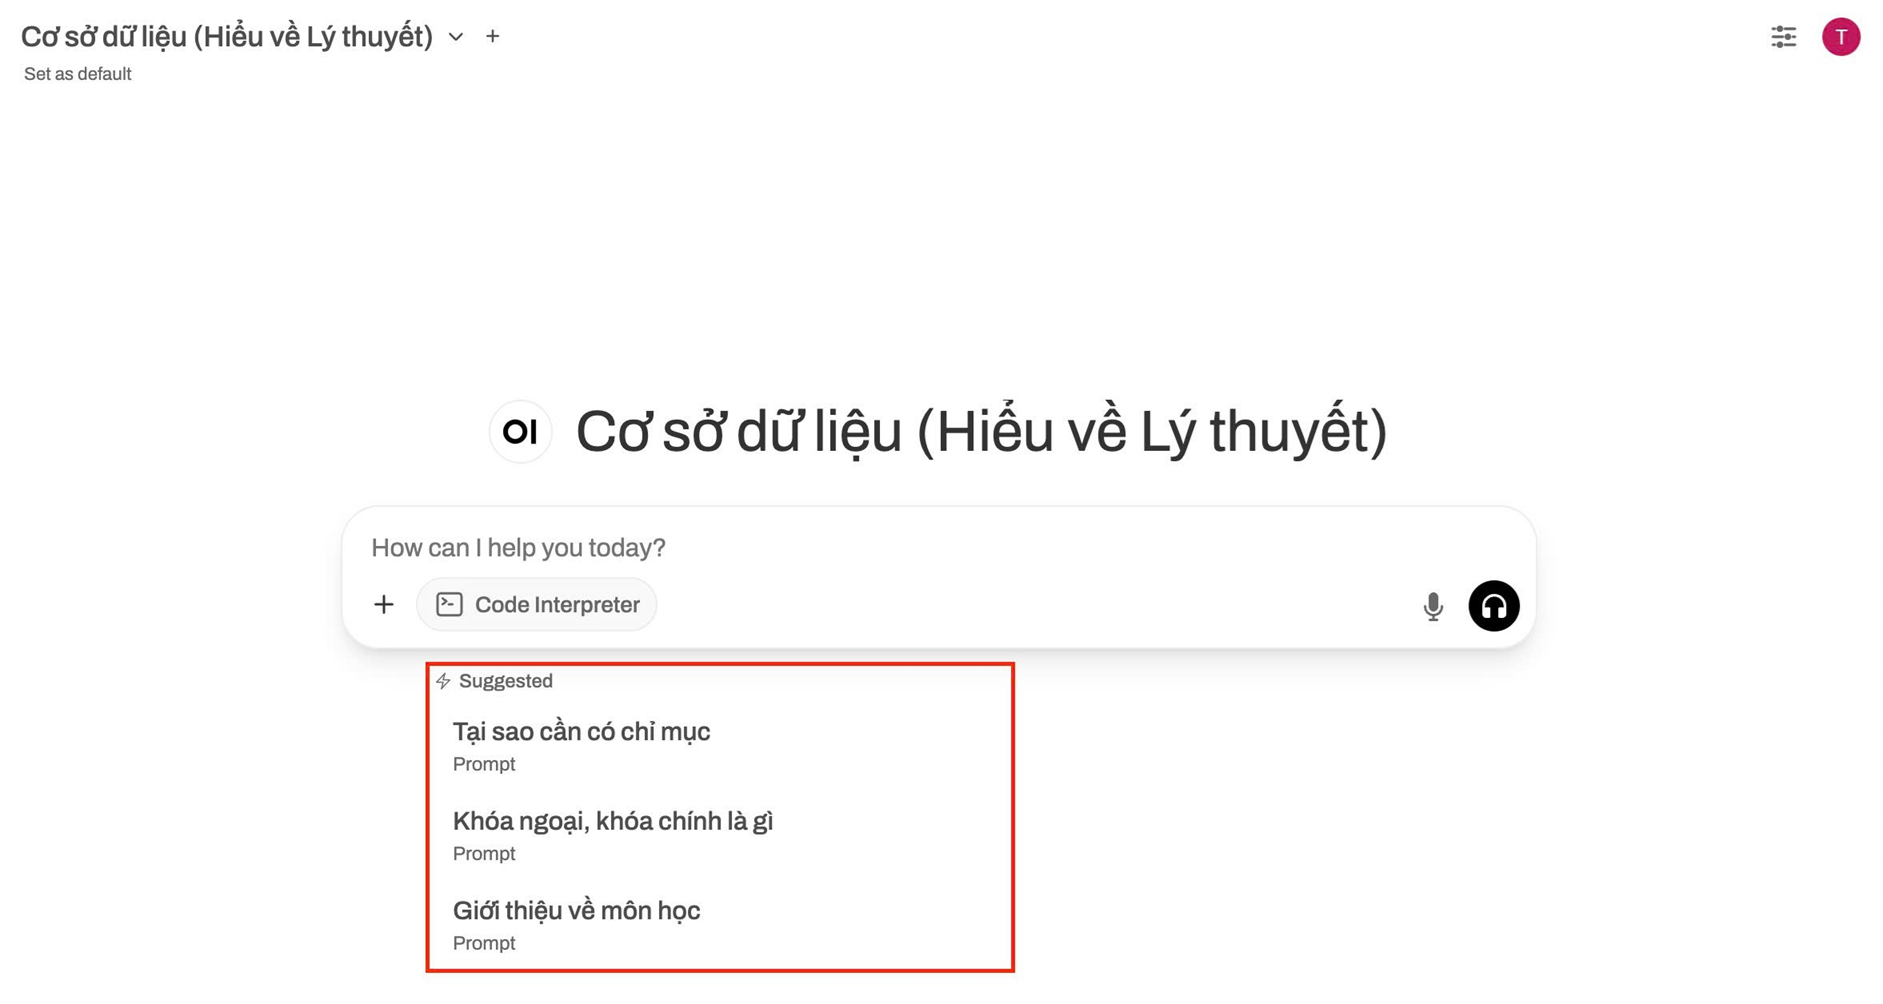 Cơ sở dữ liệu (Hiểu về Lý thuyết)
Set as default
T
OI Cơ sở dữ liệu (Hiểu về Lý thuyết)
How can I help you today?
Code Interpreter
Suggested
Tại sao cần có chỉ mục
Prompt
Khóa ngoại, khóa chính là gì
Prompt
Giới thiệu về môn học
Prompt